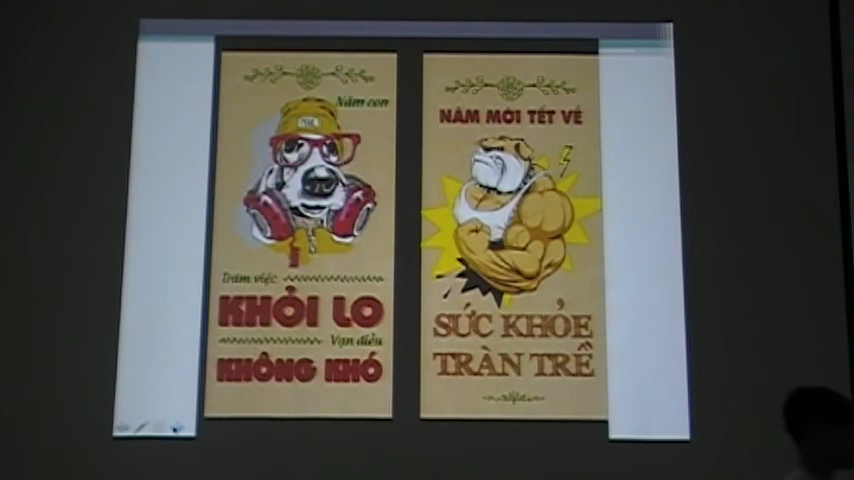 Năm con
Trăm việc
KHỎI LO
Vạn điều
KHÔNG KHÓ
NĂM MỚI TẾT VỀ
SỨC KHỎE
TRÀN TRỀ